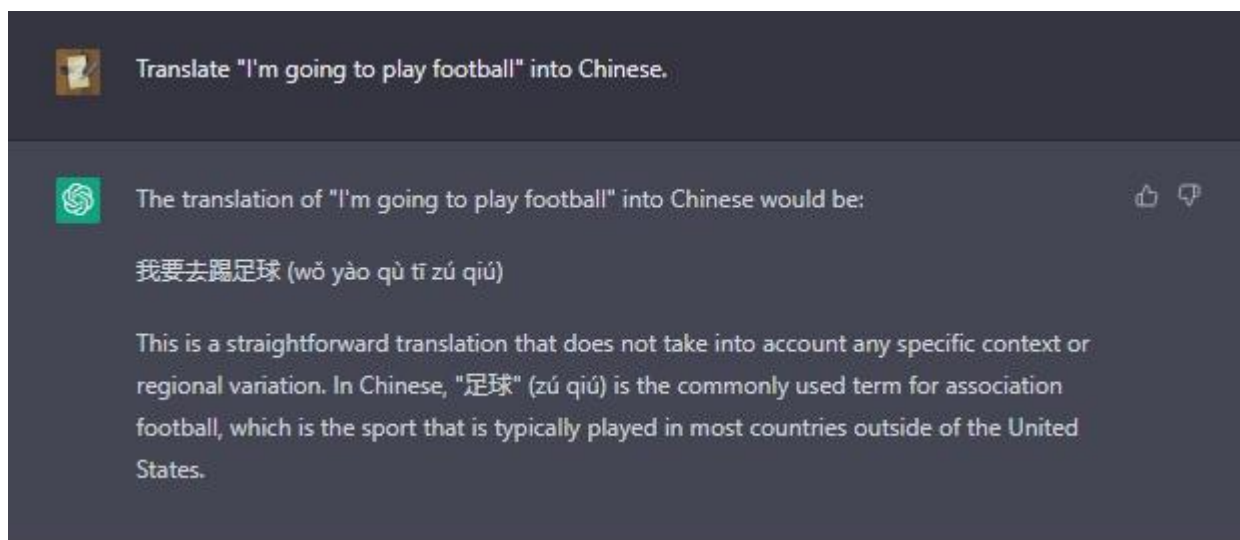 Translate "I'm going to play football" into Chinese.
The translation of "I'm going to play football" into Chinese would be:
我要去踢足球 (wǒ yào qù tī zú qiú)
This is a straightforward translation that does not take into account any specific context or
regional variation. In Chinese, "足球" (zú qiú) is the commonly used term for association
football, which is the sport that is typically played in most countries outside of the United
States.